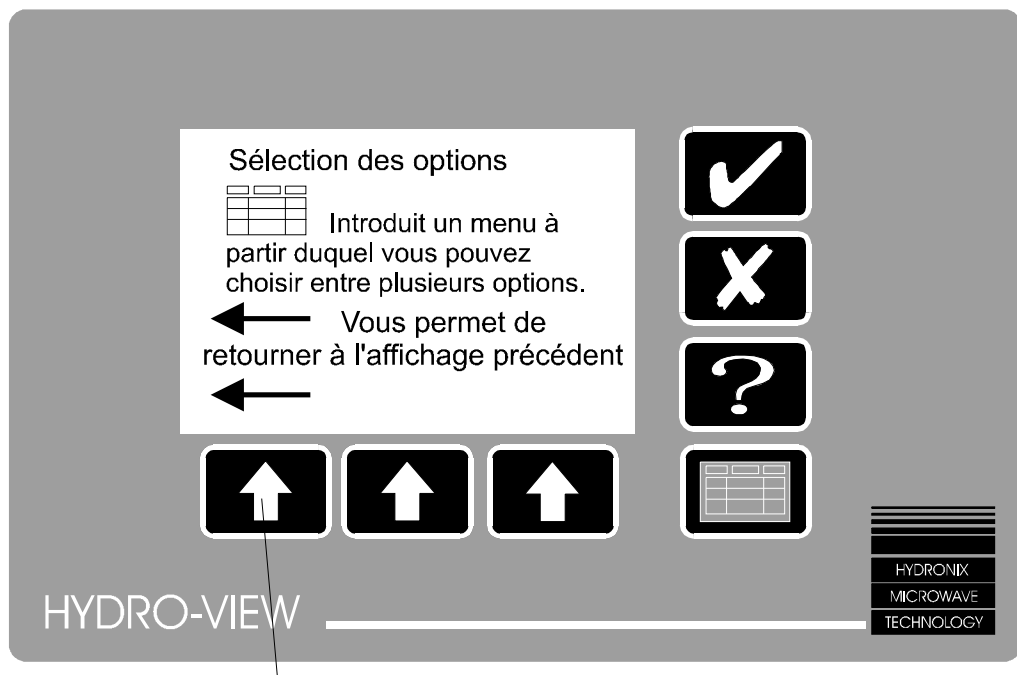 Sélection des options
Introduit un menu à
partir duquel vous pouvez
choisir entre plusieurs options.
Vous permet de
retourner à l'affichage précédent
?
HYDRO-VIEW
HYDRONIX
MICROWAVE
TECHNOLOGY